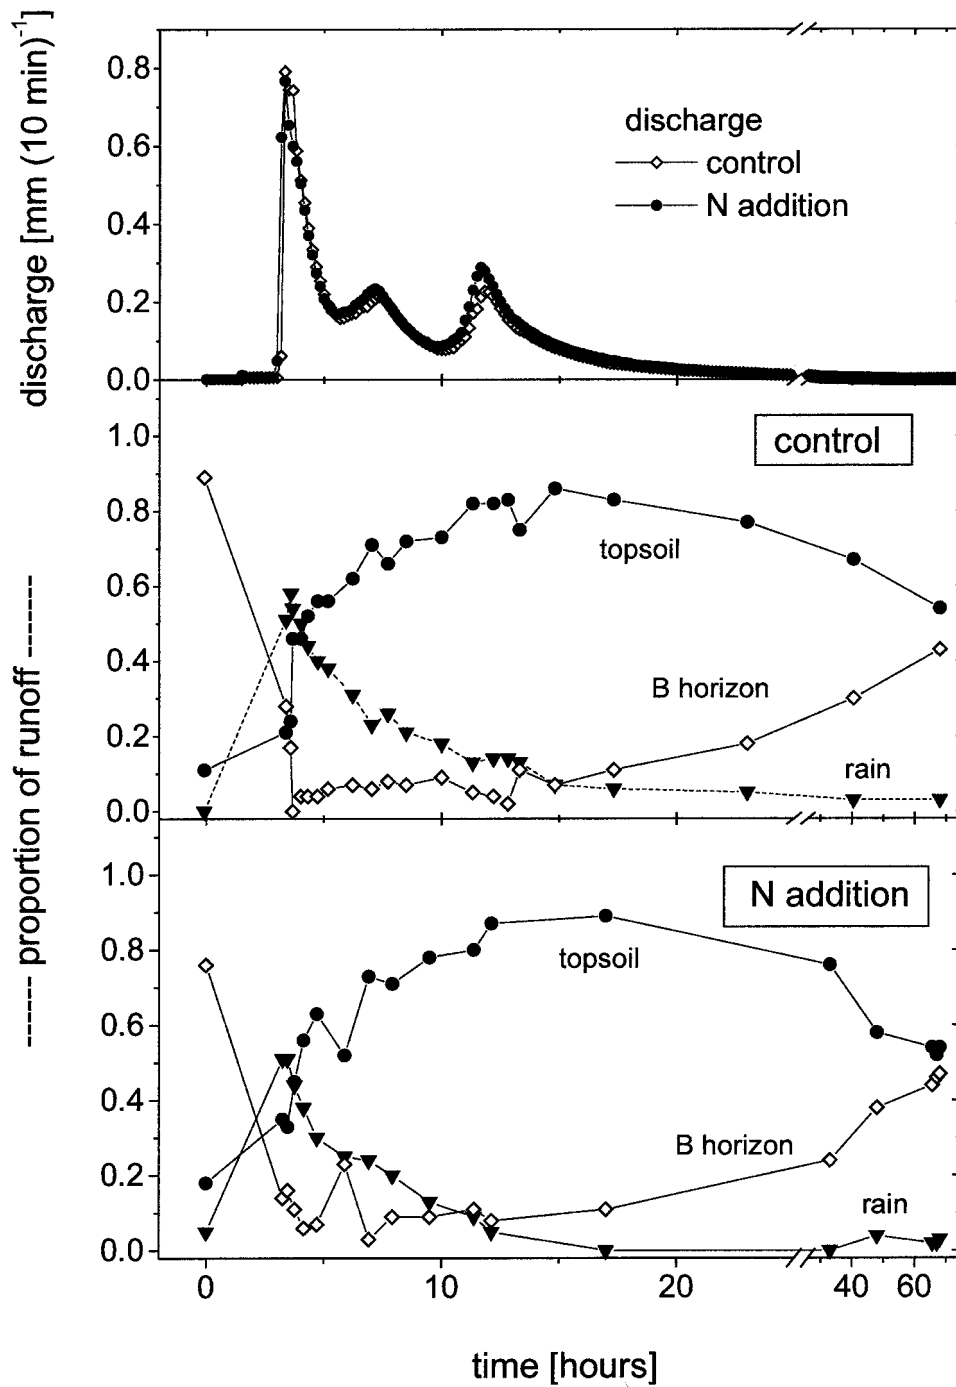 discharge [mm (10 min)⁻¹
0.8
0.6
0.4
0.2
0.0
discharge
control
N addition
------ proportion of runoff ------
1.0
0.8
0.6
0.4
0.2
0.0
control
topsoil
B horizon
rain
1.0
0.8
0.6
0.4
0.2
0.0
N addition
topsoil
B horizon
rain
0 10 20 40 60
time [hours]